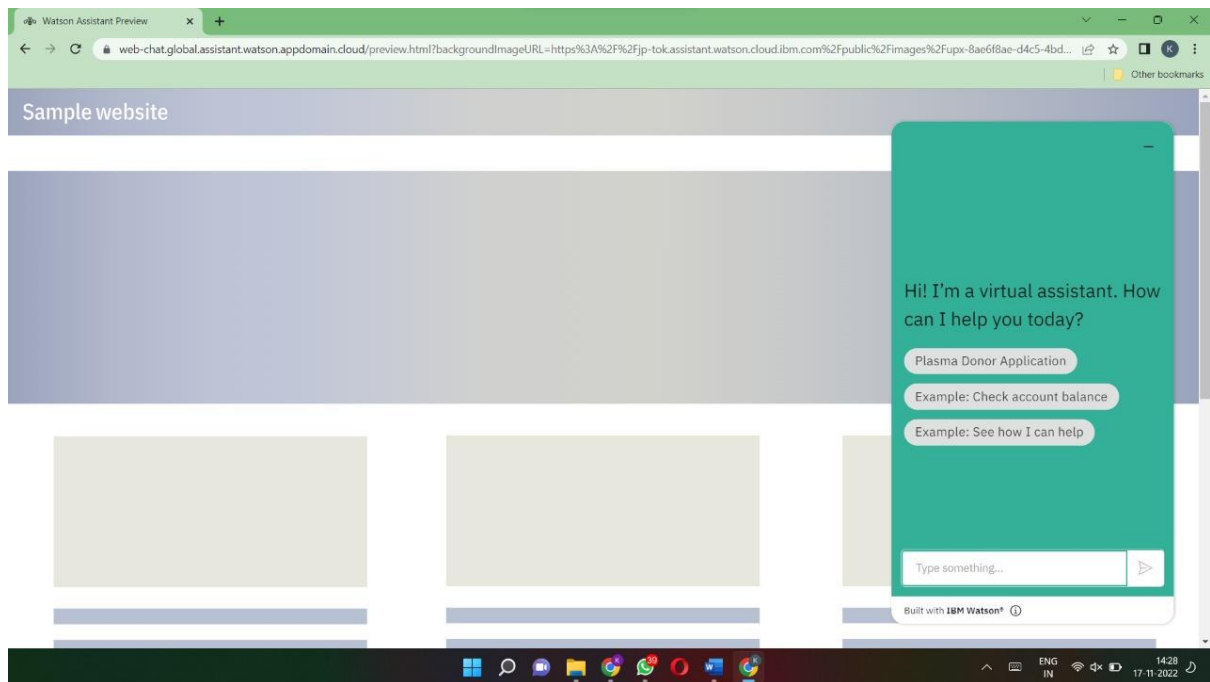 Watson Assistant Preview
web-chat.global.assistant.watson.appdomain.cloud/preview.html?backgroundImageURL=https%3A%2F%2Fjp-tok.assistant.watson.cloud.ibm.com%2Fpublic%2Fimages%2Fupx-8ae6f8ae-d4c5-4bd...
K
Other bookmarks
Sample website
Hi! I'm a virtual assistant. How
can I help you today?
Plasma Donor Application
Example: Check account balance
Example: See how I can help
Type something...
Built with IBM Watson®
39
ENG
IN
14:28
17-11-2022